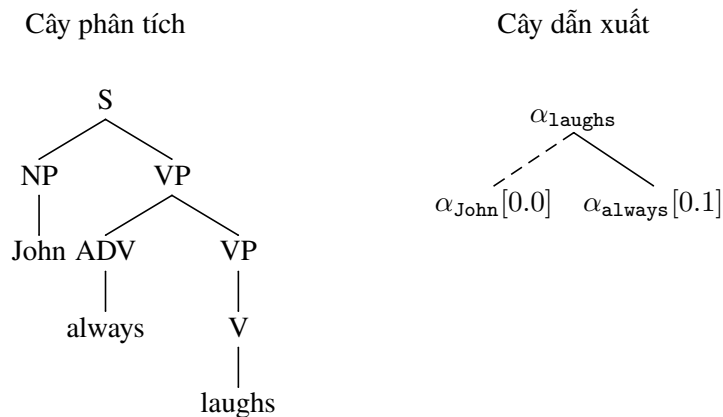 Cây phân tích
Cây dẫn xuất
S
α_laughs
NP VP
α_John[0.0] α_always[0.1]
John ADV VP
always V
laughs